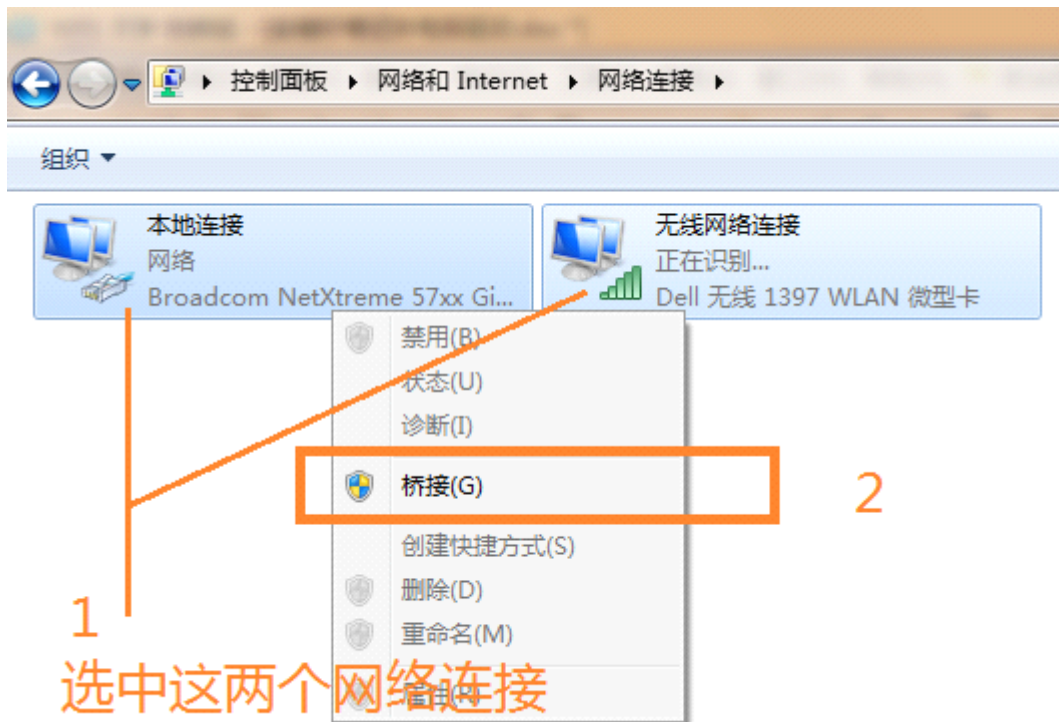 控制面板 网络和 Internet 网络连接
组织
本地连接
网络
Broadcom NetXtreme 57xx Gi...
无线网络连接
正在识别...
Dell 无线 1397 WLAN 微型卡
禁用(B)
状态(U)
诊断(I)
桥接(G)
2
创建快捷方式(S)
删除(D)
重命名(M)
1
选中这两个网络连接
属性(R)